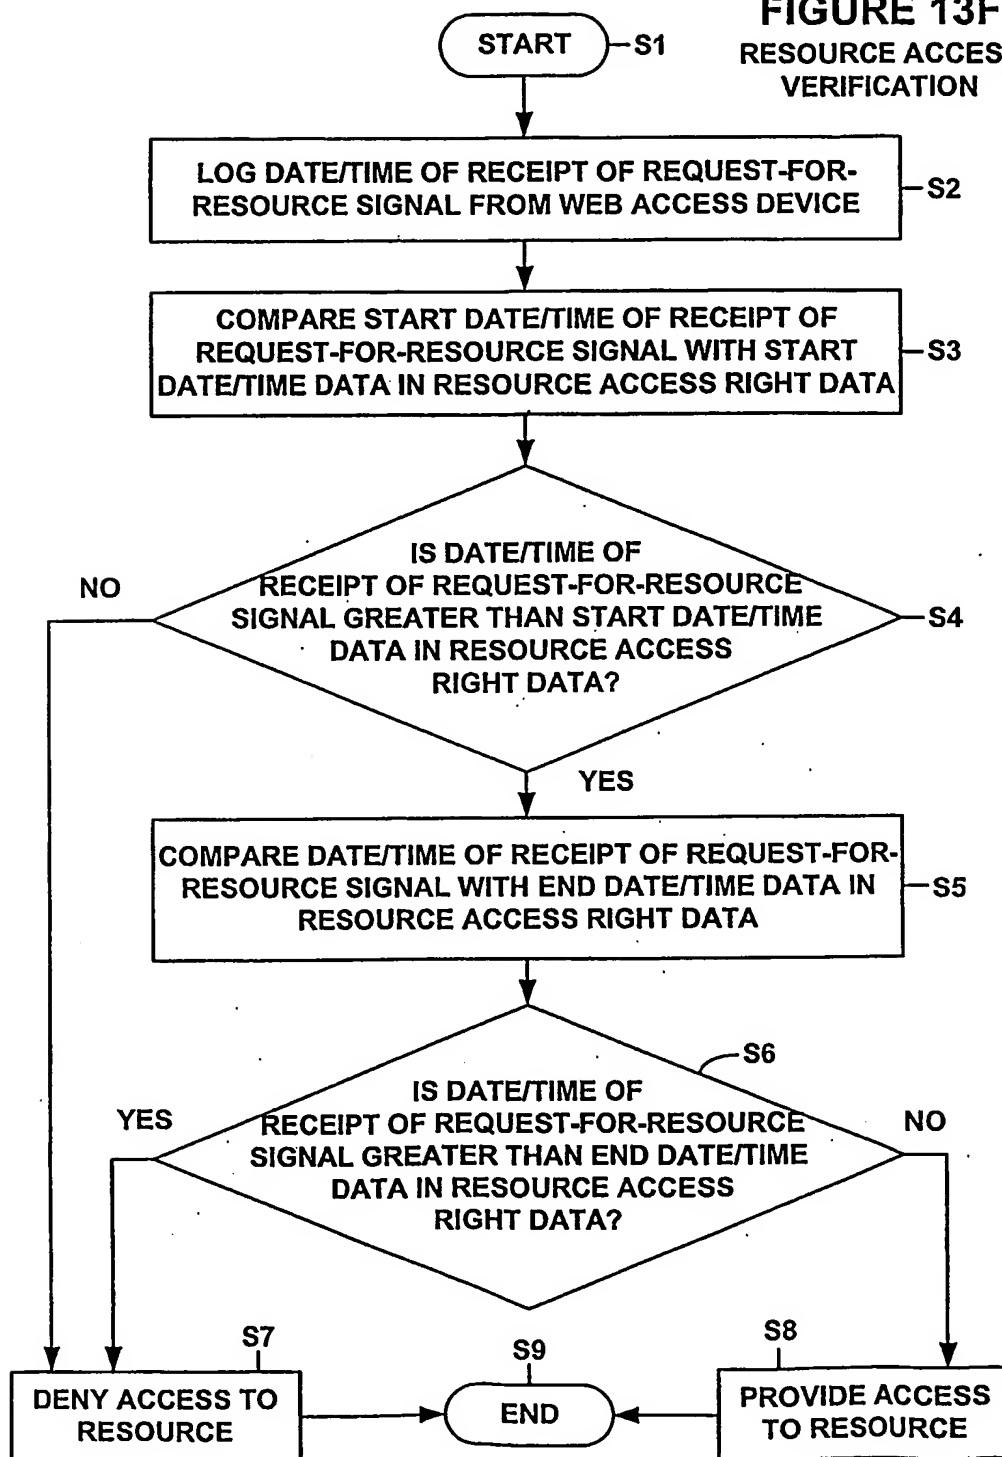 FIGURE 13F
RESOURCE ACCES
VERIFICATION
START
S1
LOG DATE/TIME OF RECEIPT OF REQUEST-FOR-
RESOURCE SIGNAL FROM WEB ACCESS DEVICE
S2
COMPARE START DATE/TIME OF RECEIPT OF
REQUEST-FOR-RESOURCE SIGNAL WITH START
DATE/TIME DATA IN RESOURCE ACCESS RIGHT DATA
S3
IS DATE/TIME OF
RECEIPT OF REQUEST-FOR-RESOURCE
SIGNAL GREATER THAN START DATE/TIME
DATA IN RESOURCE ACCESS
RIGHT DATA?
NO
S4
YES
COMPARE DATE/TIME OF RECEIPT OF REQUEST-FOR-
RESOURCE SIGNAL WITH END DATE/TIME DATA IN
RESOURCE ACCESS RIGHT DATA
S5
S6
IS DATE/TIME OF
RECEIPT OF REQUEST-FOR-RESOURCE
SIGNAL GREATER THAN END DATE/TIME
DATA IN RESOURCE ACCESS
RIGHT DATA?
YES
NO
S7
DENY ACCESS TO
RESOURCE
S9
END
S8
PROVIDE ACCESS
TO RESOURCE